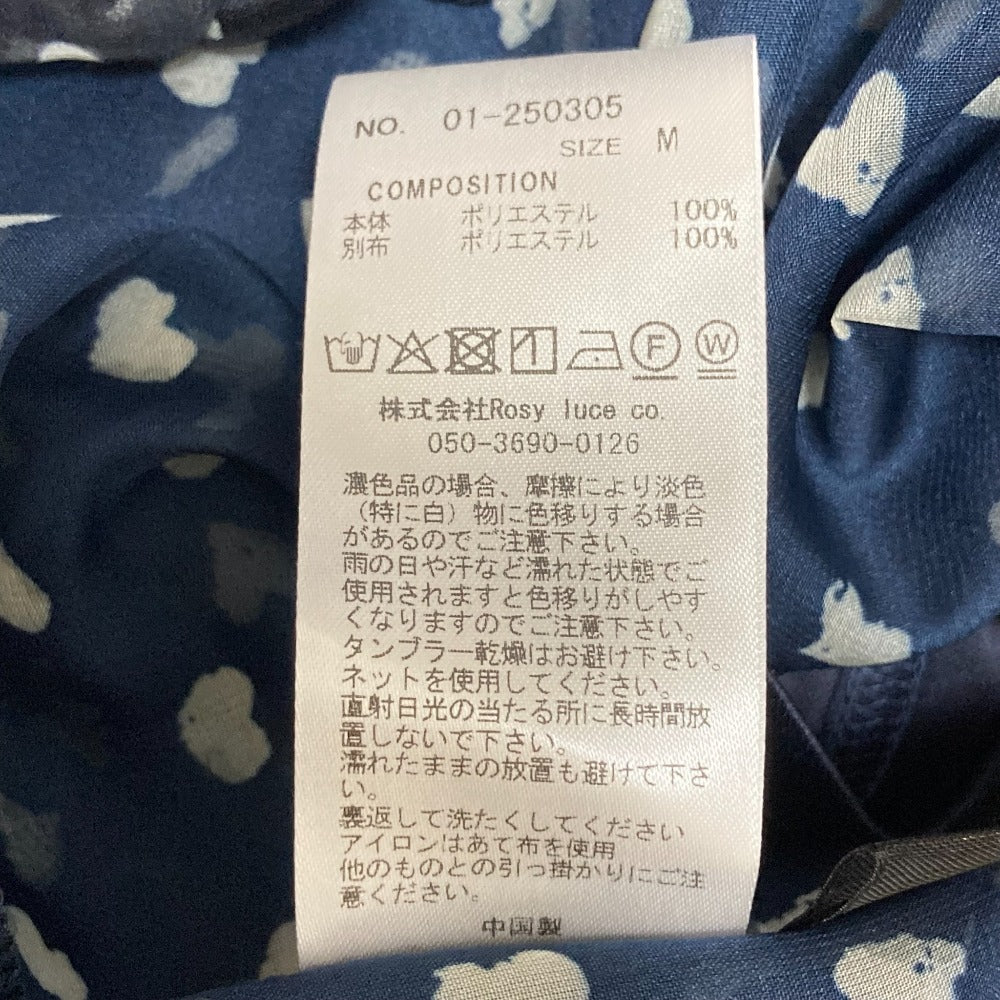 NO. 01-250305
SIZE M
COMPOSITION
本体 ポリエステル 100%
別布 ポリエステル 100%
F W
株式会社Rosy luce co.
050-3690-0126
濃色品の場合、摩擦により淡色
（特に白）物に色移りする場合
があるのでご注意下さい。
雨の日や汗など濡れた状態でご
使用されますと色移りがしやす
くなりますのでご注意下さい。
タンブラー乾燥はお避け下さい。
ネットを使用してください。
直射日光の当たる所に長時間放
置しないで下さい。
濡れたままの放置も避けて下さ
い。
裏返して洗たくしてください
アイロンはあて布を使用
他のものとの引っ掛かりにご注
意ください。
中国製